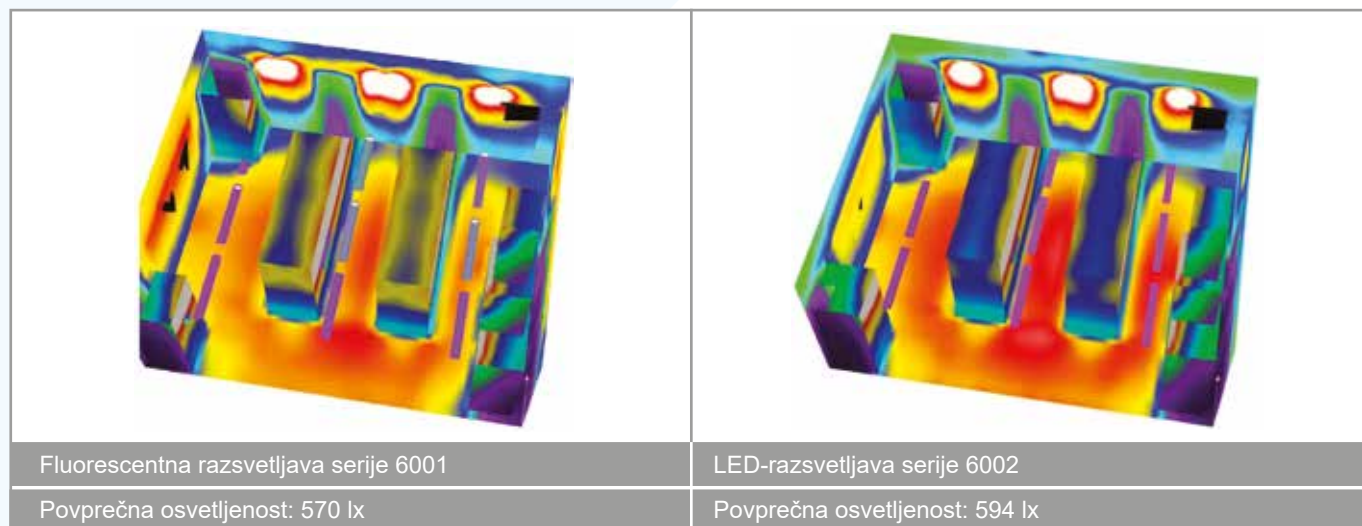 Fluorescentna razsvetljava serije 6001
LED-razsvetljava serije 6002
Povprečna osvetljenost: 570 lx
Povprečna osvetljenost: 594 lx